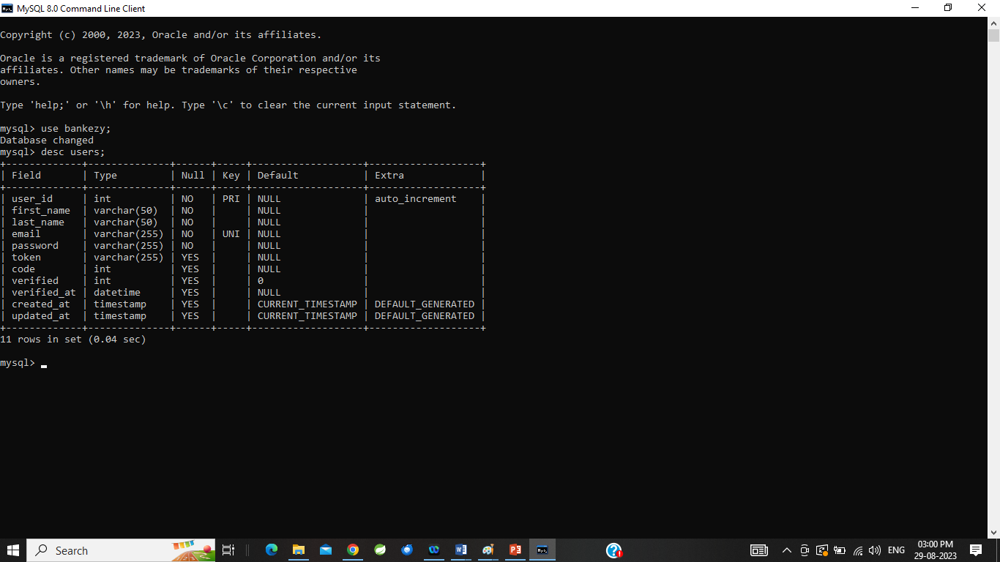 MySQL 8.0 Command Line Client
Copyright (c) 2000, 2023, Oracle and/or its affiliates.
Oracle is a registered trademark of Oracle Corporation and/or its
affiliates. Other names may be trademarks of their respective
owners.
Type 'help;' or '\h' for help. Type '\c' to clear the current input statement.
mysql> use bankezy;
Database changed
mysql> desc users;
+-------------+--------------+------+-----+-------------------+-------------------+
| Field       | Type         | Null | Key | Default           | Extra             |
+-------------+--------------+------+-----+-------------------+-------------------+
| user_id     | int          | NO   | PRI | NULL              | auto_increment    |
| first_name  | varchar(50)  | NO   |     | NULL              |                   |
| last_name   | varchar(50)  | NO   |     | NULL              |                   |
| email       | varchar(255) | NO   | UNI | NULL              |                   |
| password    | varchar(255) | NO   |     | NULL              |                   |
| token       | varchar(255) | YES  |     | NULL              |                   |
| code        | int          | YES  |     | NULL              |                   |
| verified    | int          | YES  |     | 0                 |                   |
| verified_at | datetime     | YES  |     | NULL              |                   |
| created_at  | timestamp    | YES  |     | CURRENT_TIMESTAMP | DEFAULT_GENERATED |
| updated_at  | timestamp    | YES  |     | CURRENT_TIMESTAMP | DEFAULT_GENERATED |
+-------------+--------------+------+-----+-------------------+-------------------+
11 rows in set (0.04 sec)
mysql>
Search
ENG
03:00 PM
29-08-2023